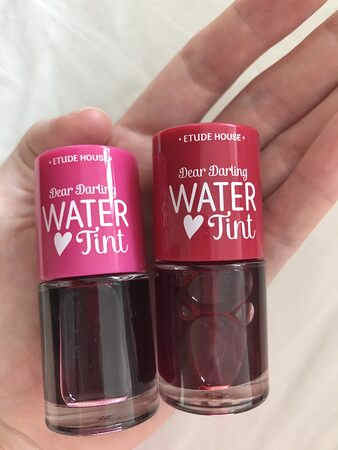 • ETUDE HOUSE •
Dear Darling
WATER
Tint
• ETUDE HOUSE •
Dear Darling
WATER
Tint